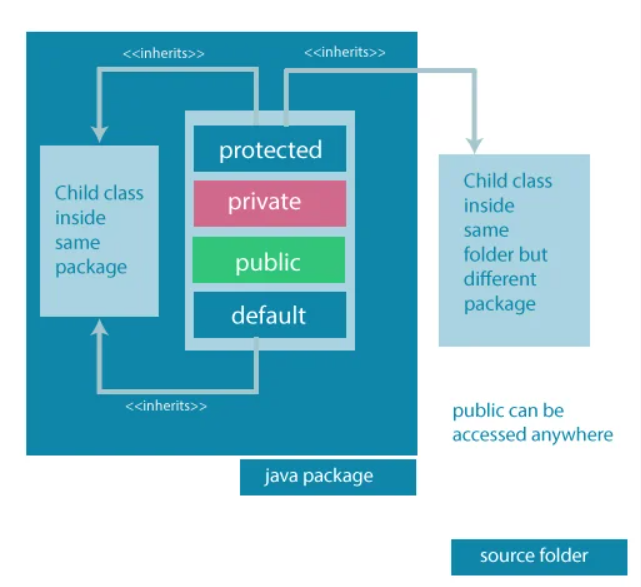 <<inherits>>
<<inherits>>
protected
private
public
default
Child class
inside
same
package
Child class
inside
same
folder but
different
package
<<inherits>>
public can be
accessed anywhere
java package
source folder